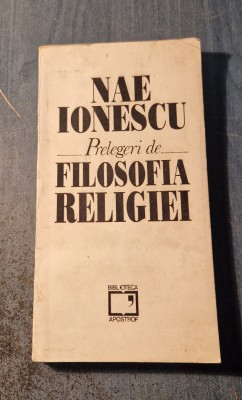 NAE
IONESCU
Prelegeri de
FILOSOFIA
RELIGIEI
BIBLIOTECA
APOSTROF